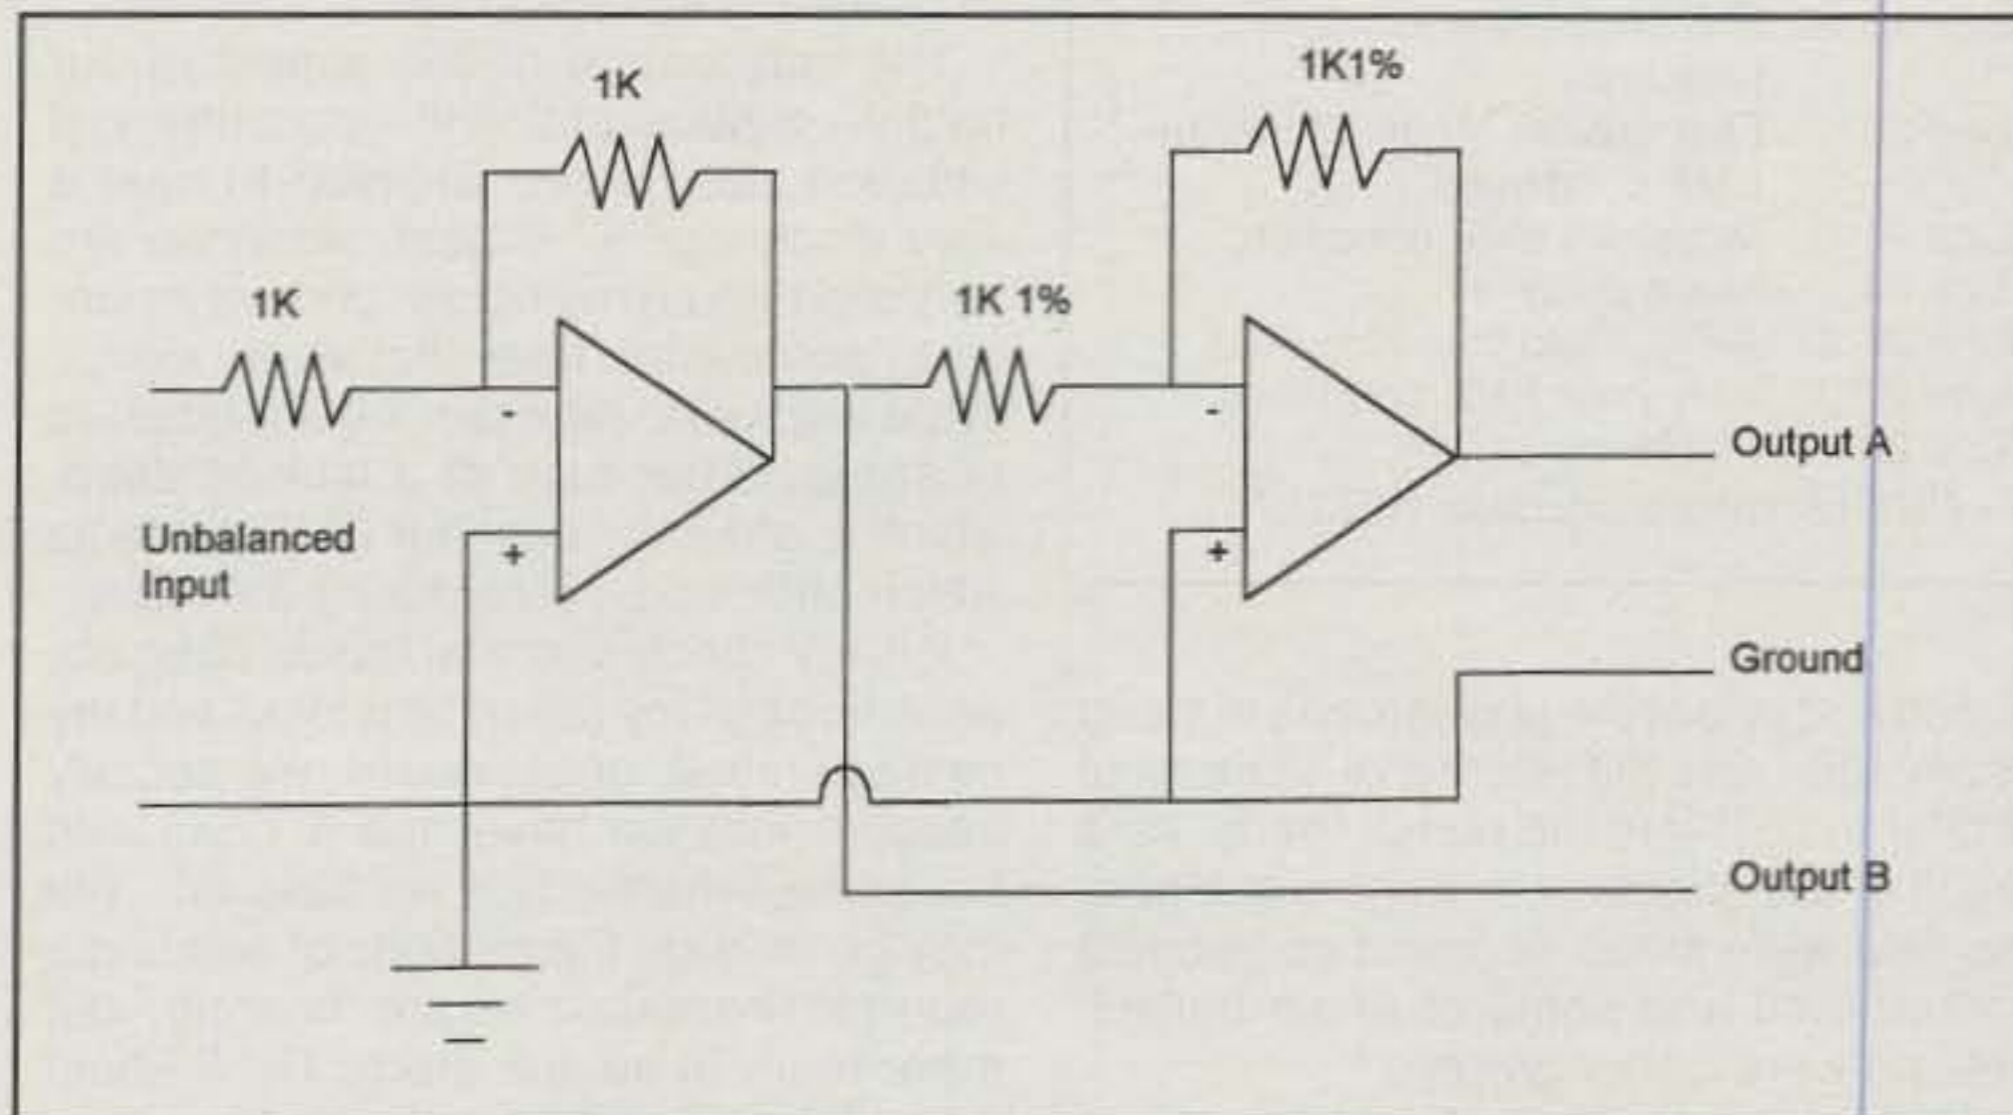 1K
1K1%
1K
1K 1%
-
-
Output A
Unbalanced
Input
+
+
Ground
Output B